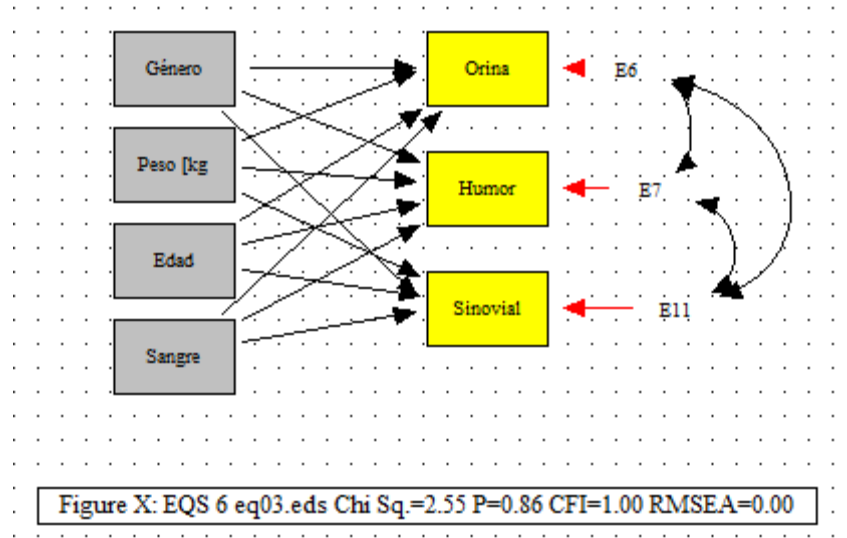 Género
Orina
E6
Peso [kg
Humor
E7
Edad
Sinovial
E11
Sangre
Figure X: EQS 6 eq03.eds Chi Sq.=2.55 P=0.86 CFI=1.00 RMSEA=0.00